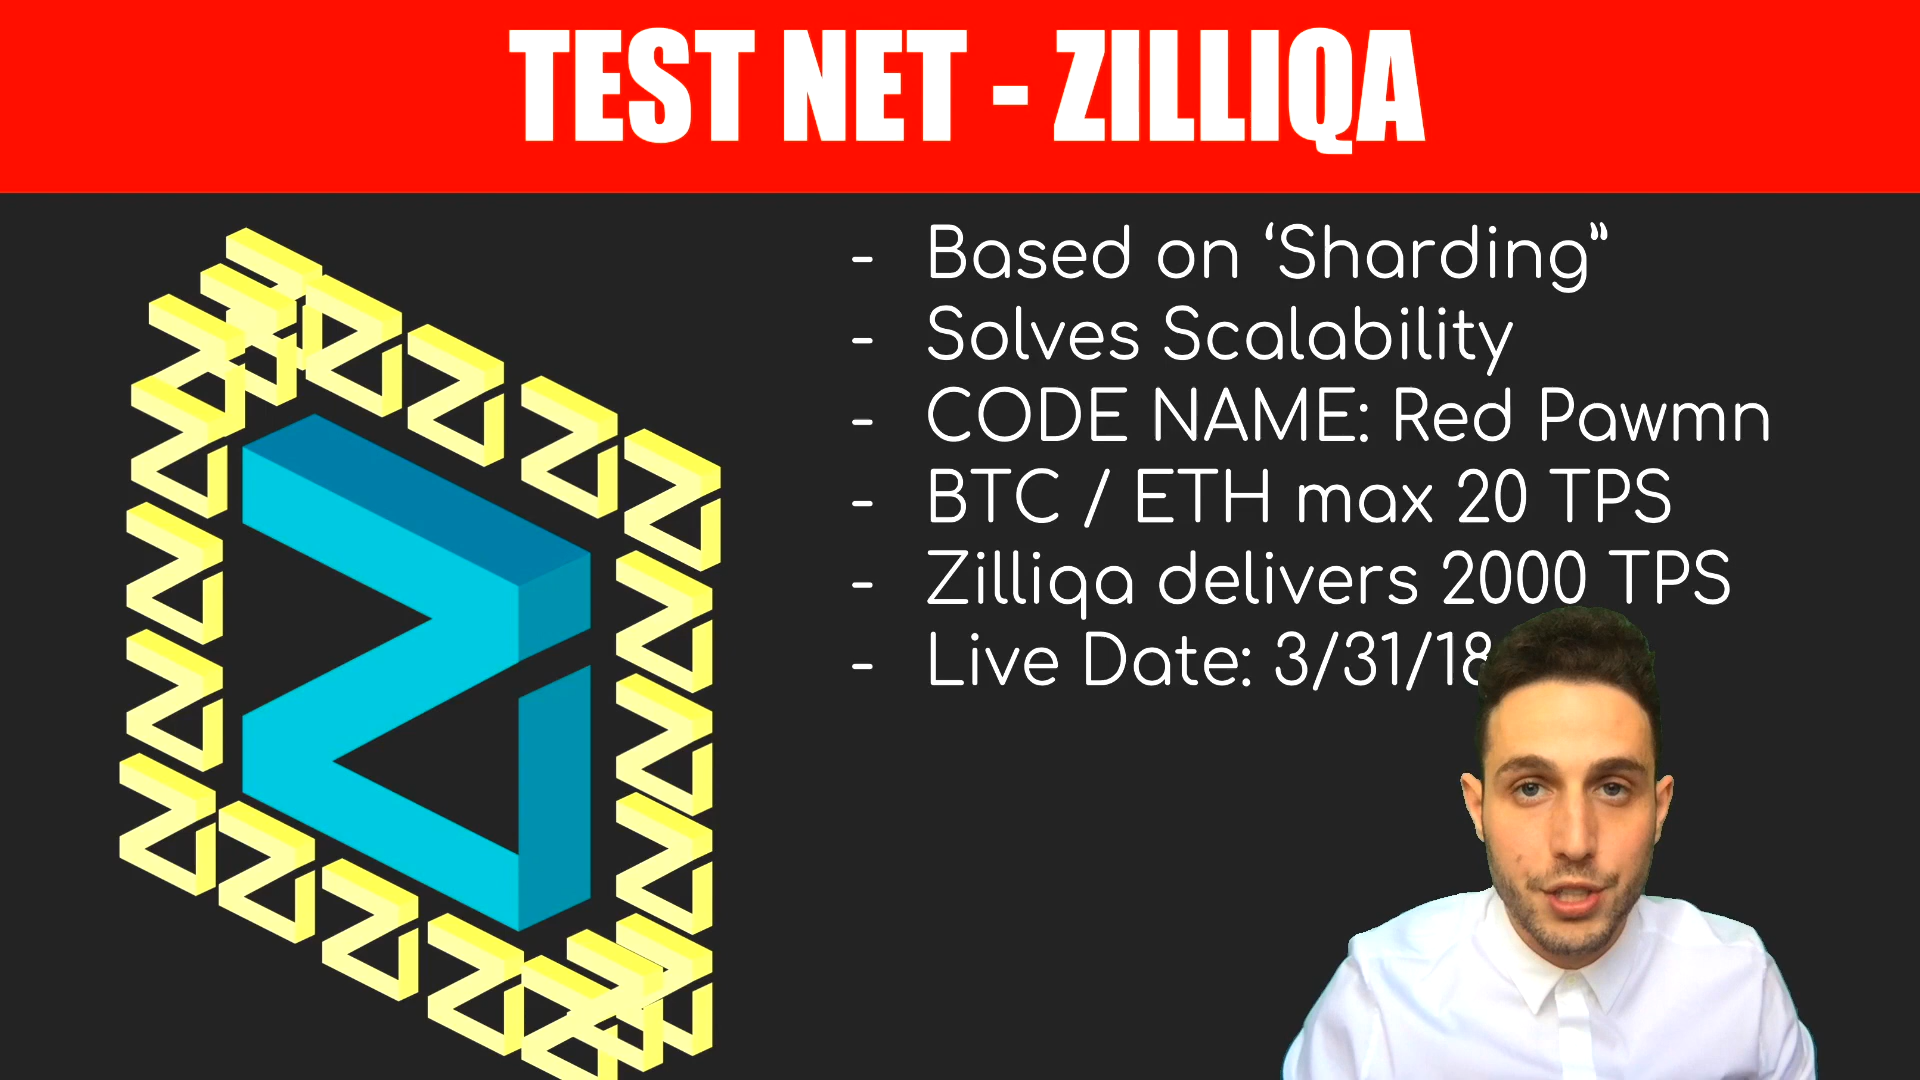 TEST NET - ZILLIQA
- Based on ‘Sharding”
- Solves Scalability
- CODE NAME: Red Pawmn
- BTC / ETH max 20 TPS
- Zilliqa delivers 2000 TPS
- Live Date: 3/31/18